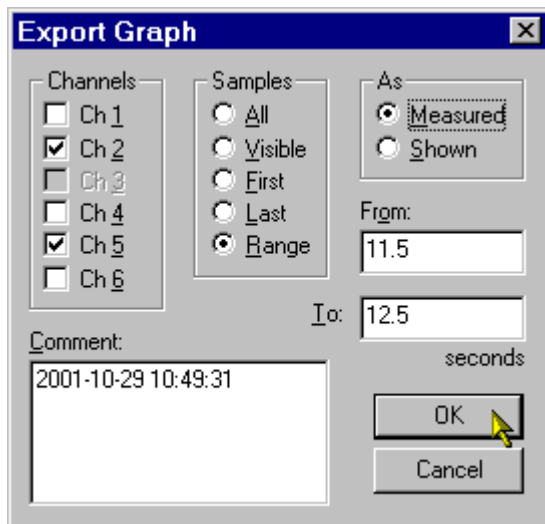 Export Graph
Channels
Ch 1
Ch 2
Ch 3
Ch 4
Ch 5
Ch 6
Samples
All
Visible
First
Last
Range
As
Measured
Shown
From:
11.5
To:
12.5
seconds
Comment:
2001-10-29 10:49:31
OK
Cancel